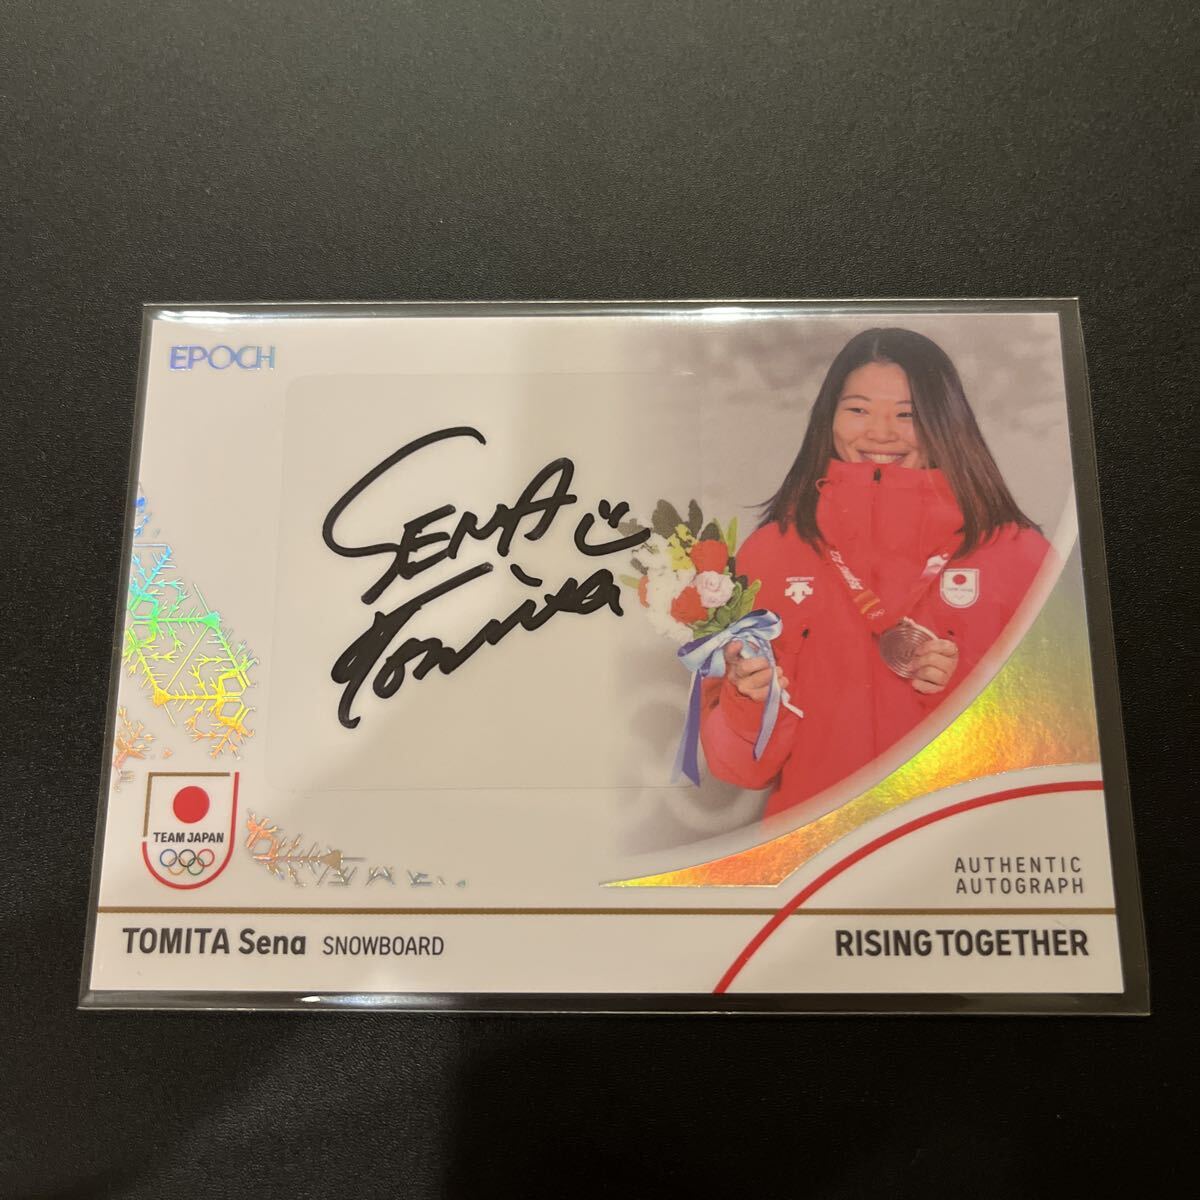 EPOCH
SENA
Tomita
TEAM JAPAN
AUTHENTIC
AUTOGRAPH
TOMITA Sena SNOWBOARD
RISING TOGETHER